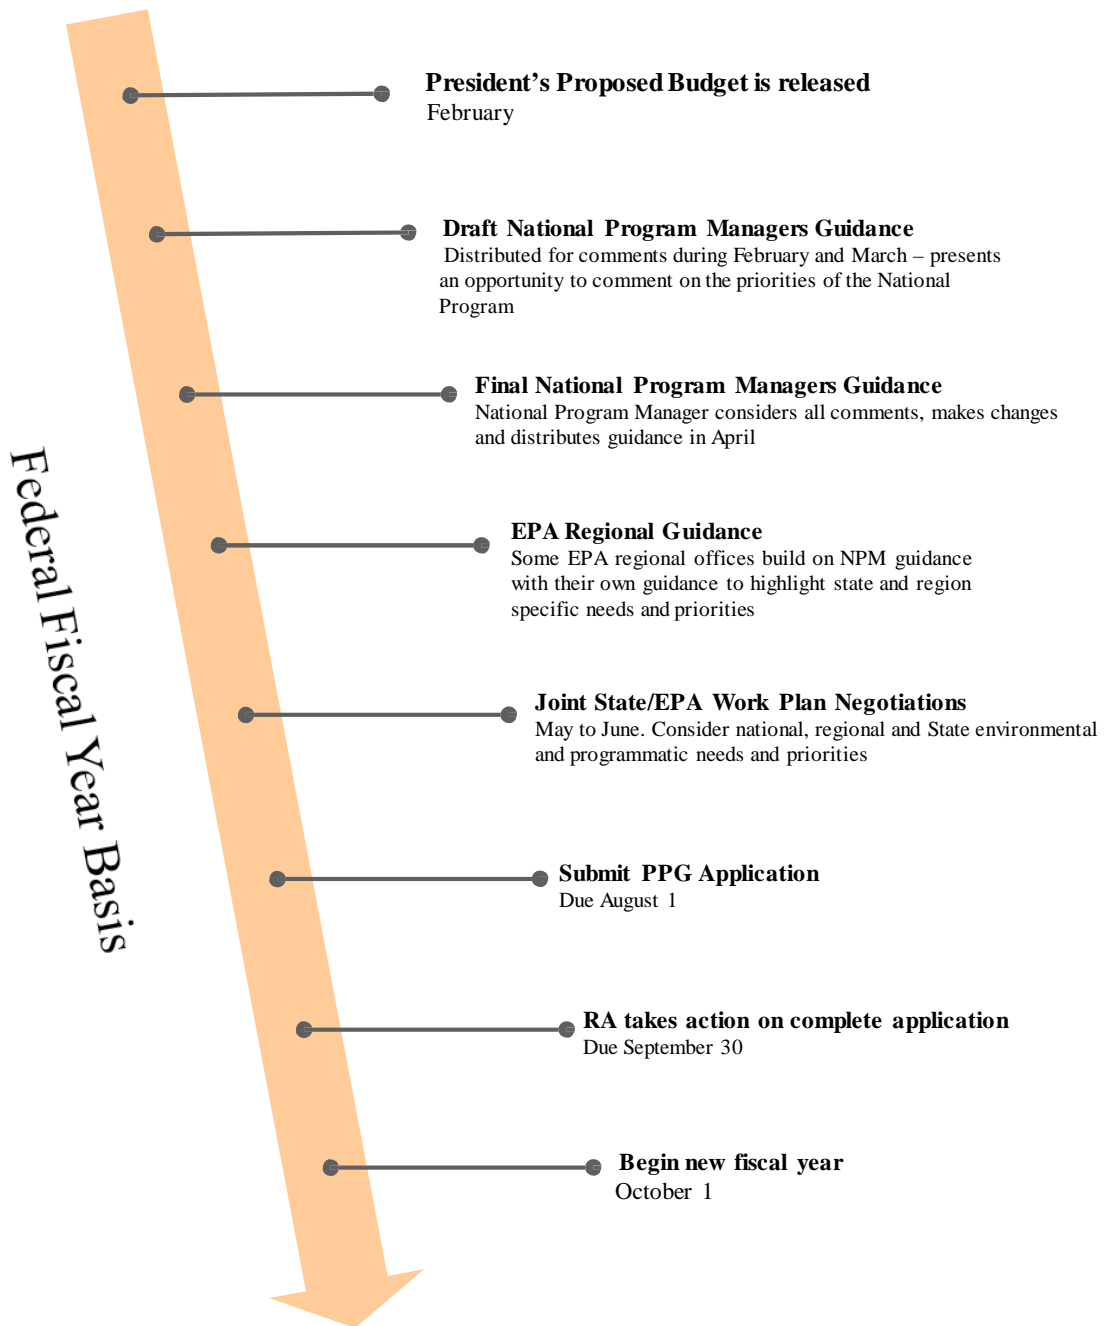 President’s Proposed Budget is released
February
Draft National Program Managers Guidance
Distributed for comments during February and March – presents
an opportunity to comment on the priorities of the National
Program
Final National Program Managers Guidance
National Program Manager considers all comments, makes changes
and distributes guidance in April
Federal Fiscal Year Basis
EPA Regional Guidance
Some EPA regional offices build on NPM guidance
with their own guidance to highlight state and region
specific needs and priorities
Joint State/EPA Work Plan Negotiations
May to June. Consider national, regional and State environmental
and programmatic needs and priorities
Submit PPG Application
Due August 1
RA takes action on complete application
Due September 30
Begin new fiscal year
October 1